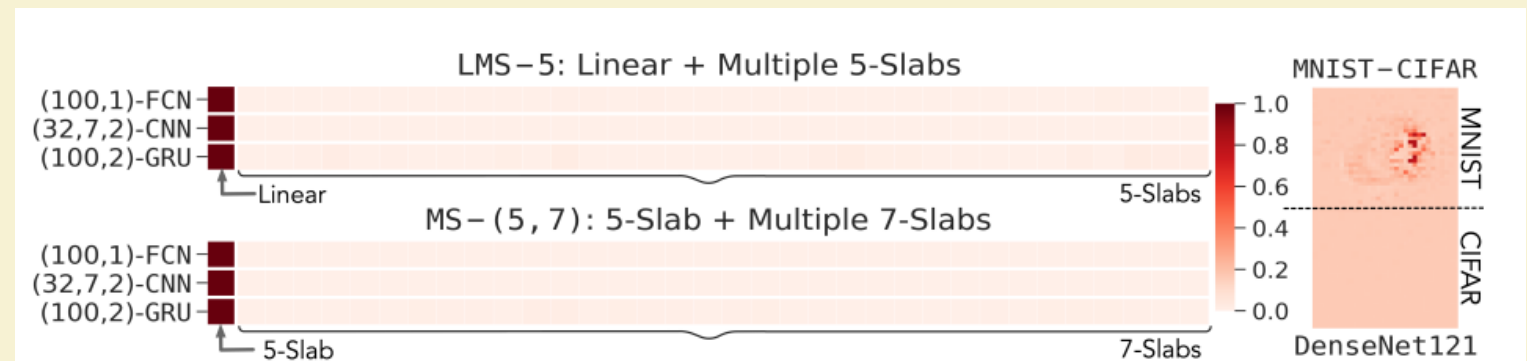 LMS-5: Linear + Multiple 5-Slabs
(100,1)-FCN
(32,7,2)-CNN
(100,2)-GRU
Linear
5-Slabs
MS-(5,7): 5-Slab + Multiple 7-Slabs
(100,1)-FCN
(32,7,2)-CNN
(100,2)-GRU
5-Slab
7-Slabs
1.0
0.8
0.6
0.4
0.2
0.0
MNIST-CIFAR
MNIST
CIFAR
DenseNet121